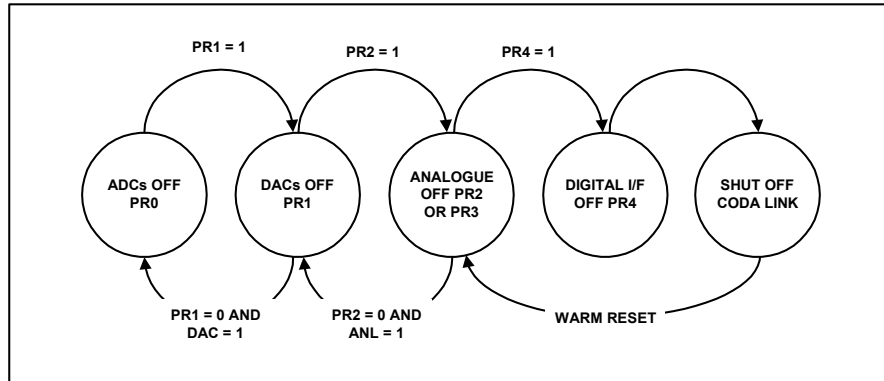 PR1 = 1
PR2 = 1
PR4 = 1
ADCs OFF
PR0
DACs OFF
PR1
ANALOGUE
OFF PR2
OR PR3
DIGITAL I/F
OFF PR4
SHUT OFF
CODA LINK
PR1 = 0 AND
DAC = 1
PR2 = 0 AND
ANL = 1
WARM RESET